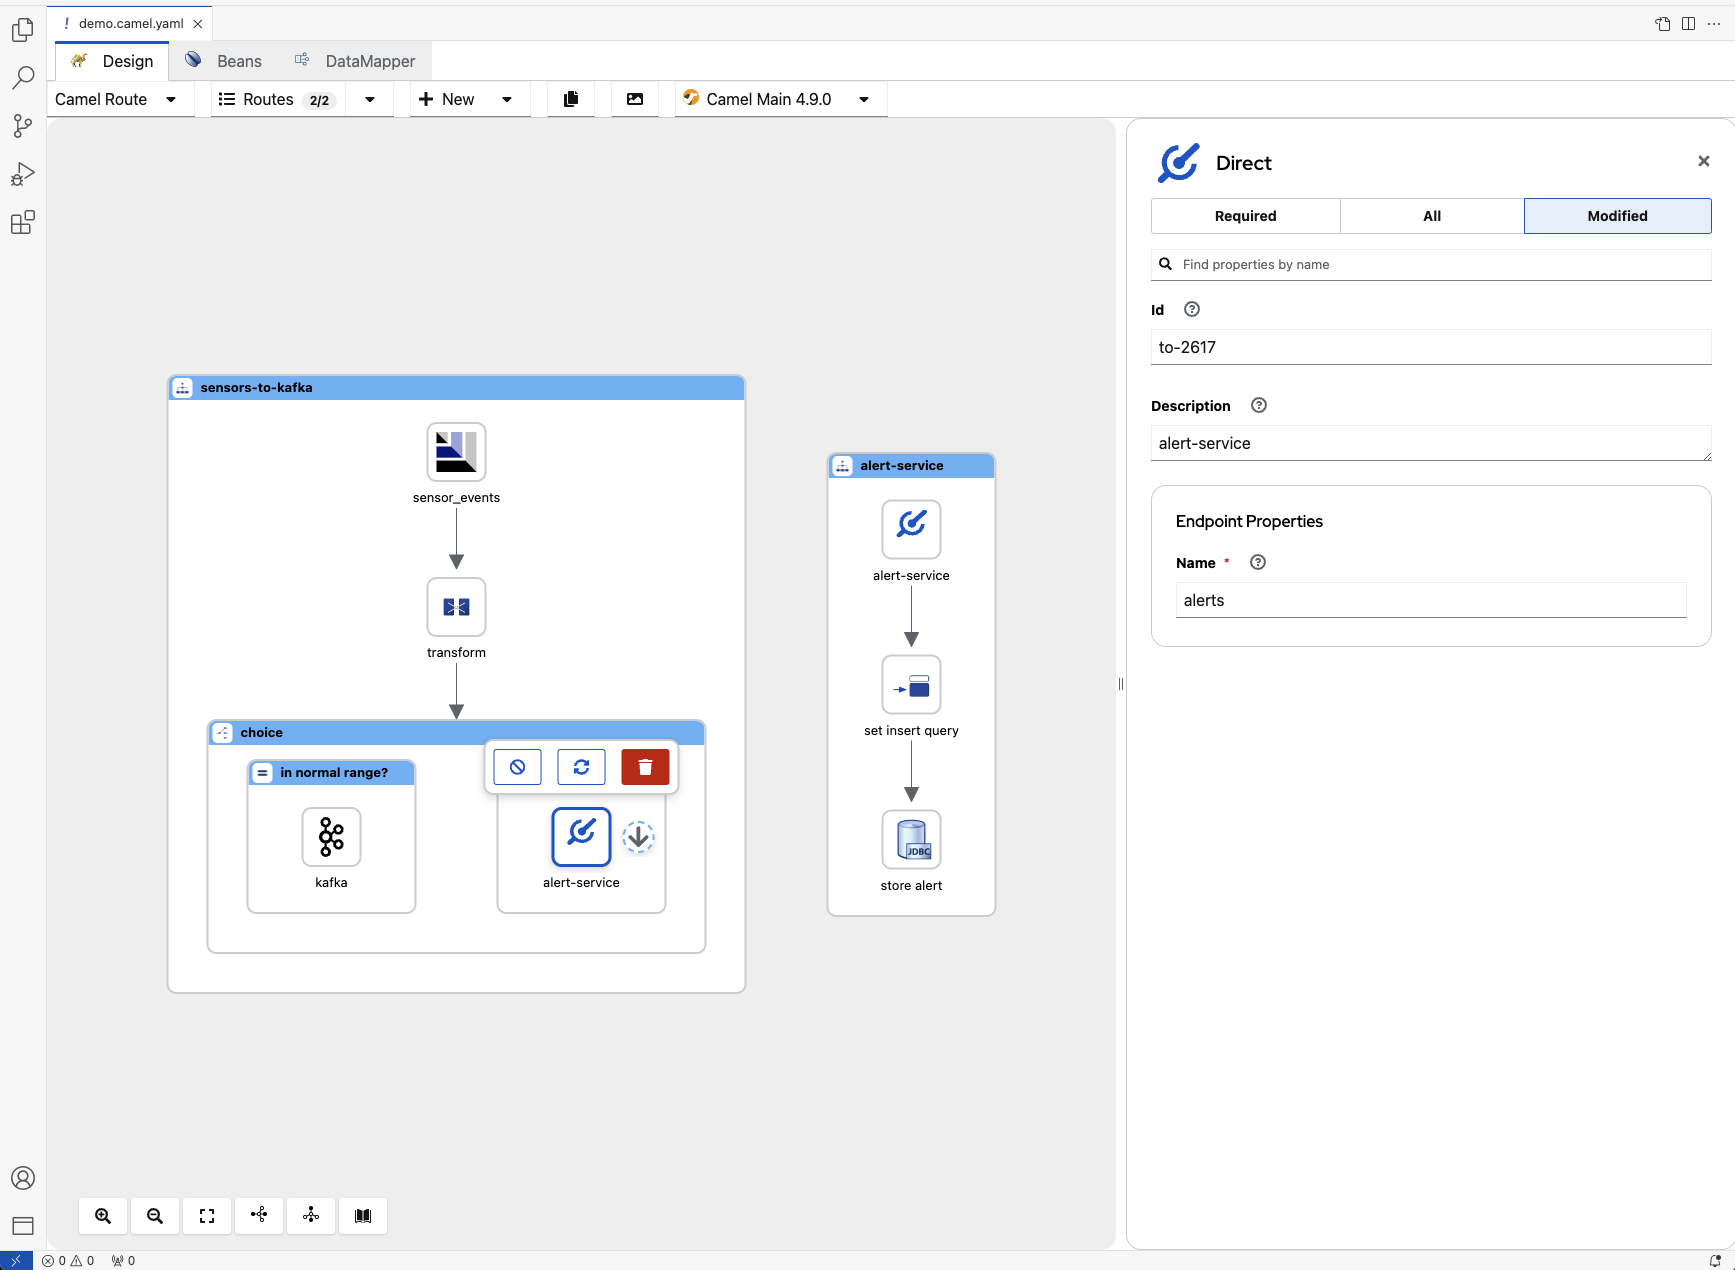 ! demo.camel.yaml
Design Beans DataMapper
Camel Route Routes 2/2 New Camel Main 4.9.0
Direct
Required All Modified
Find properties by name
Id
to-2617
Description
alert-service
Endpoint Properties
Name *
alerts
sensors-to-kafka
sensor_events
transform
choice
in normal range?
kafka
alert-service
alert-service
alert-service
set insert query
JDBC
store alert
0 0 0